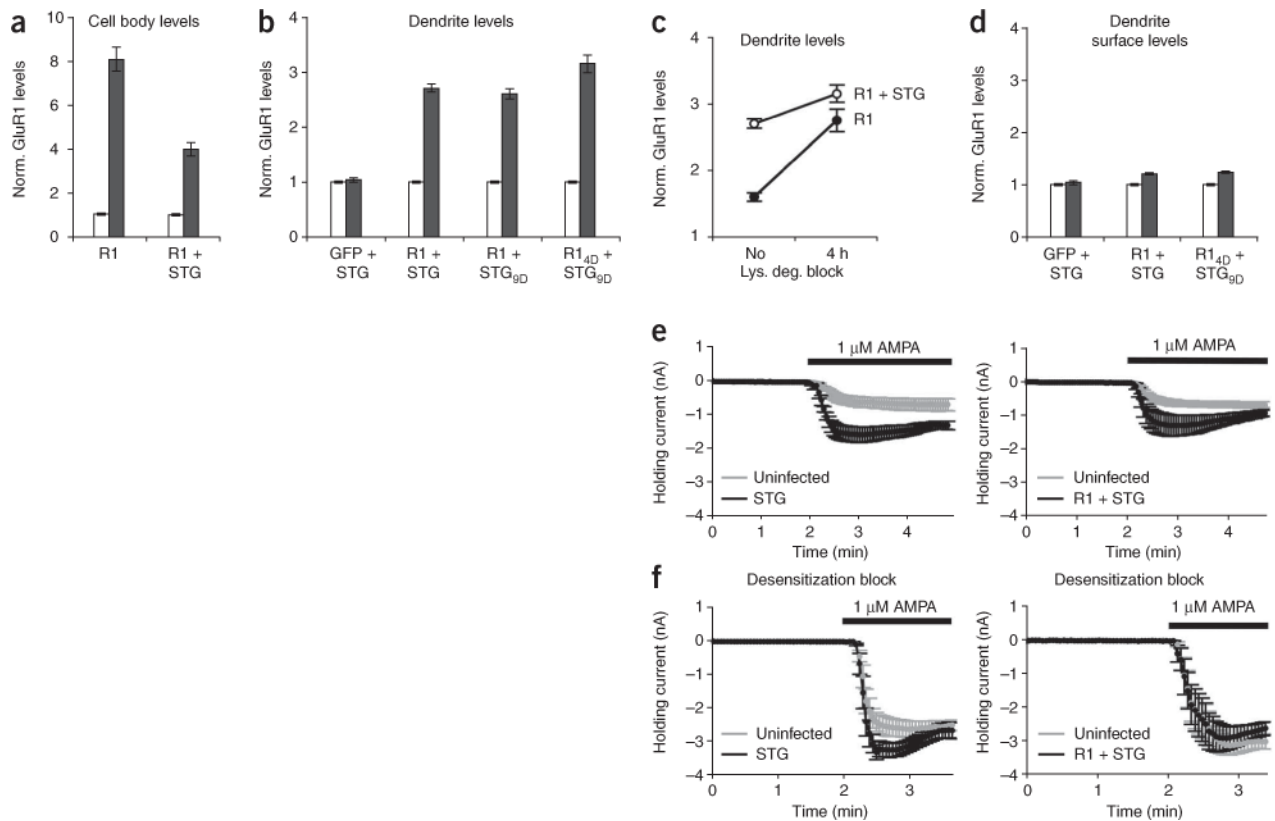 a
Cell body levels
Norm. GluR1 levels
10
8
6
4
2
0
R1
R1 +
STG
b
Dendrite levels
Norm. GluR1 levels
4
3
2
1
0
GFP +
STG
R1 +
STG
R1 +
STG9D
R14D +
STG9D
c
Dendrite levels
Norm. GluR1 levels
4
3
2
1
R1 + STG
R1
No
4 h
Lys. deg. block
d
Dendrite
surface levels
Norm. GluR1 levels
4
3
2
1
0
GFP +
STG
R1 +
STG
R14D +
STG9D
e
1 μM AMPA
Holding current (nA)
1
0
–1
–2
–3
–4
Uninfected
STG
0 1 2 3 4
Time (min)
1 μM AMPA
Holding current (nA)
1
0
–1
–2
–3
–4
Uninfected
R1 + STG
0 1 2 3 4
Time (min)
f
Desensitization block
1 μM AMPA
Holding current (nA)
1
0
–1
–2
–3
–4
Uninfected
STG
0 1 2 3
Time (min)
Desensitization block
1 μM AMPA
Holding current (nA)
1
0
–1
–2
–3
–4
Uninfected
R1 + STG
0 1 2 3
Time (min)